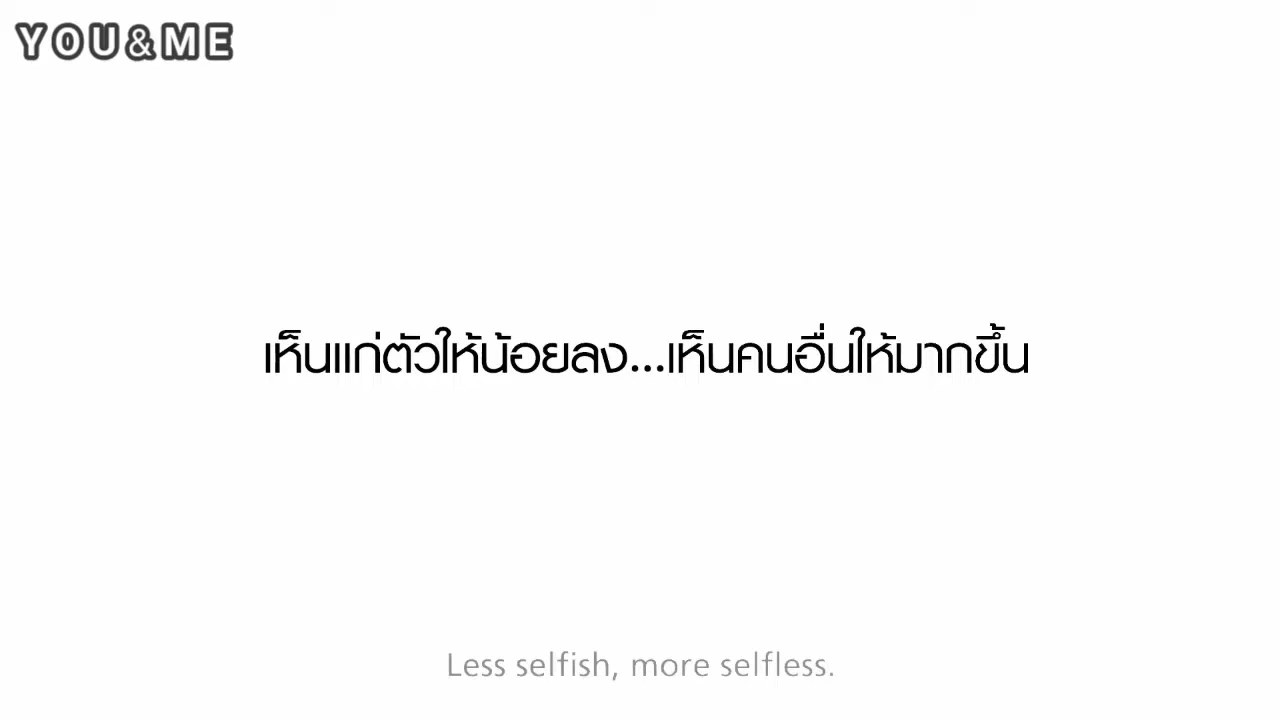 YOU&ME
เห็นแก่ตัวให้น้อยลง...เห็นคนอื่นให้มากขึ้น
Less selfish, more selfless.